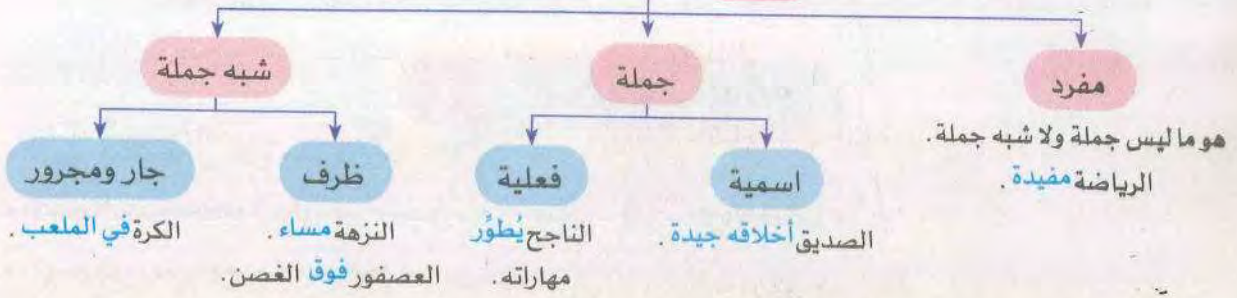 مفرد
هو ما ليس جملة ولا شبه جملة.
الرياضة مفيدة.
جملة
اسمية
الصديق أخلاقه جيدة.
فعلية
الناجح يُطوِّر
مهاراته.
شبه جملة
ظرف
النزهة مساء.
العصفور فوق الغصن.
جار ومجرور
الكرة في الملعب.